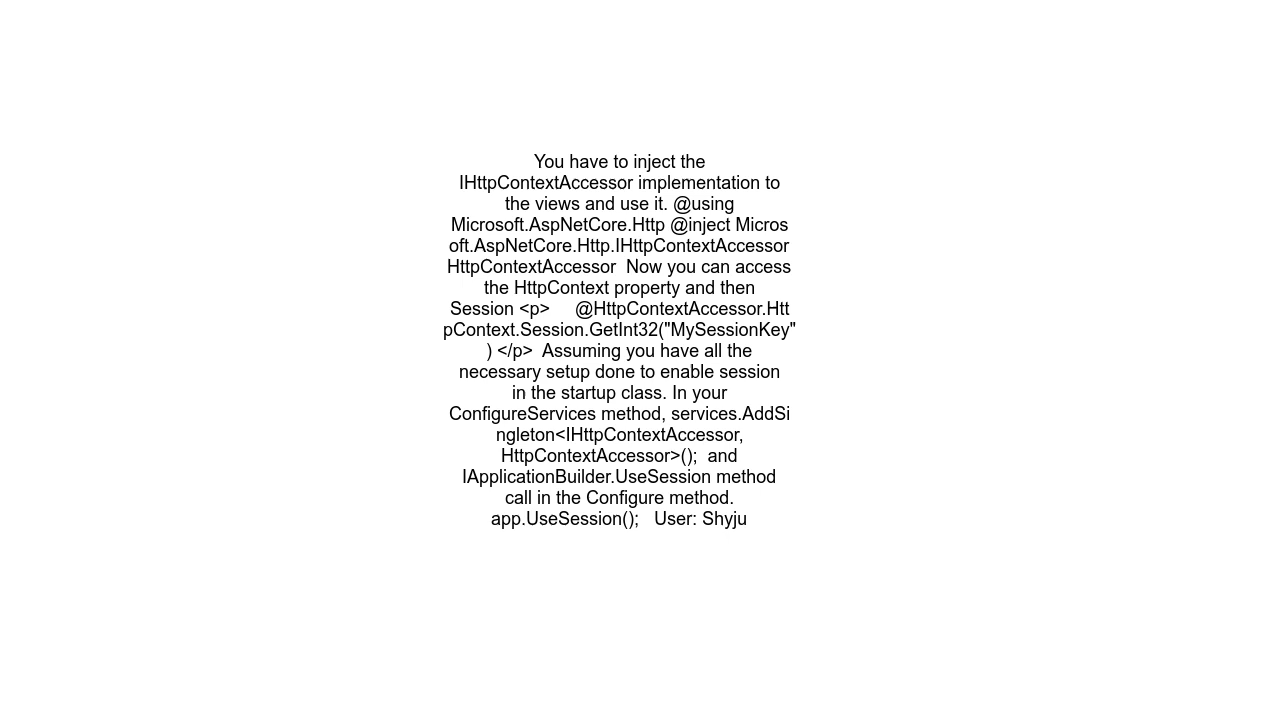 You have to inject the
IHttpContextAccessor implementation to
the views and use it. @using
Microsoft.AspNetCore.Http @inject Micros
oft.AspNetCore.Http.IHttpContextAccessor
HttpContextAccessor  Now you can access
the HttpContext property and then
Session <p>     @HttpContextAccessor.Htt
pContext.Session.GetInt32("MySessionKey"
) </p>  Assuming you have all the
necessary setup done to enable session
in the startup class. In your
ConfigureServices method, services.AddSi
ngleton<IHttpContextAccessor,
HttpContextAccessor>();  and
IApplicationBuilder.UseSession method
call in the Configure method.
app.UseSession();   User: Shyju